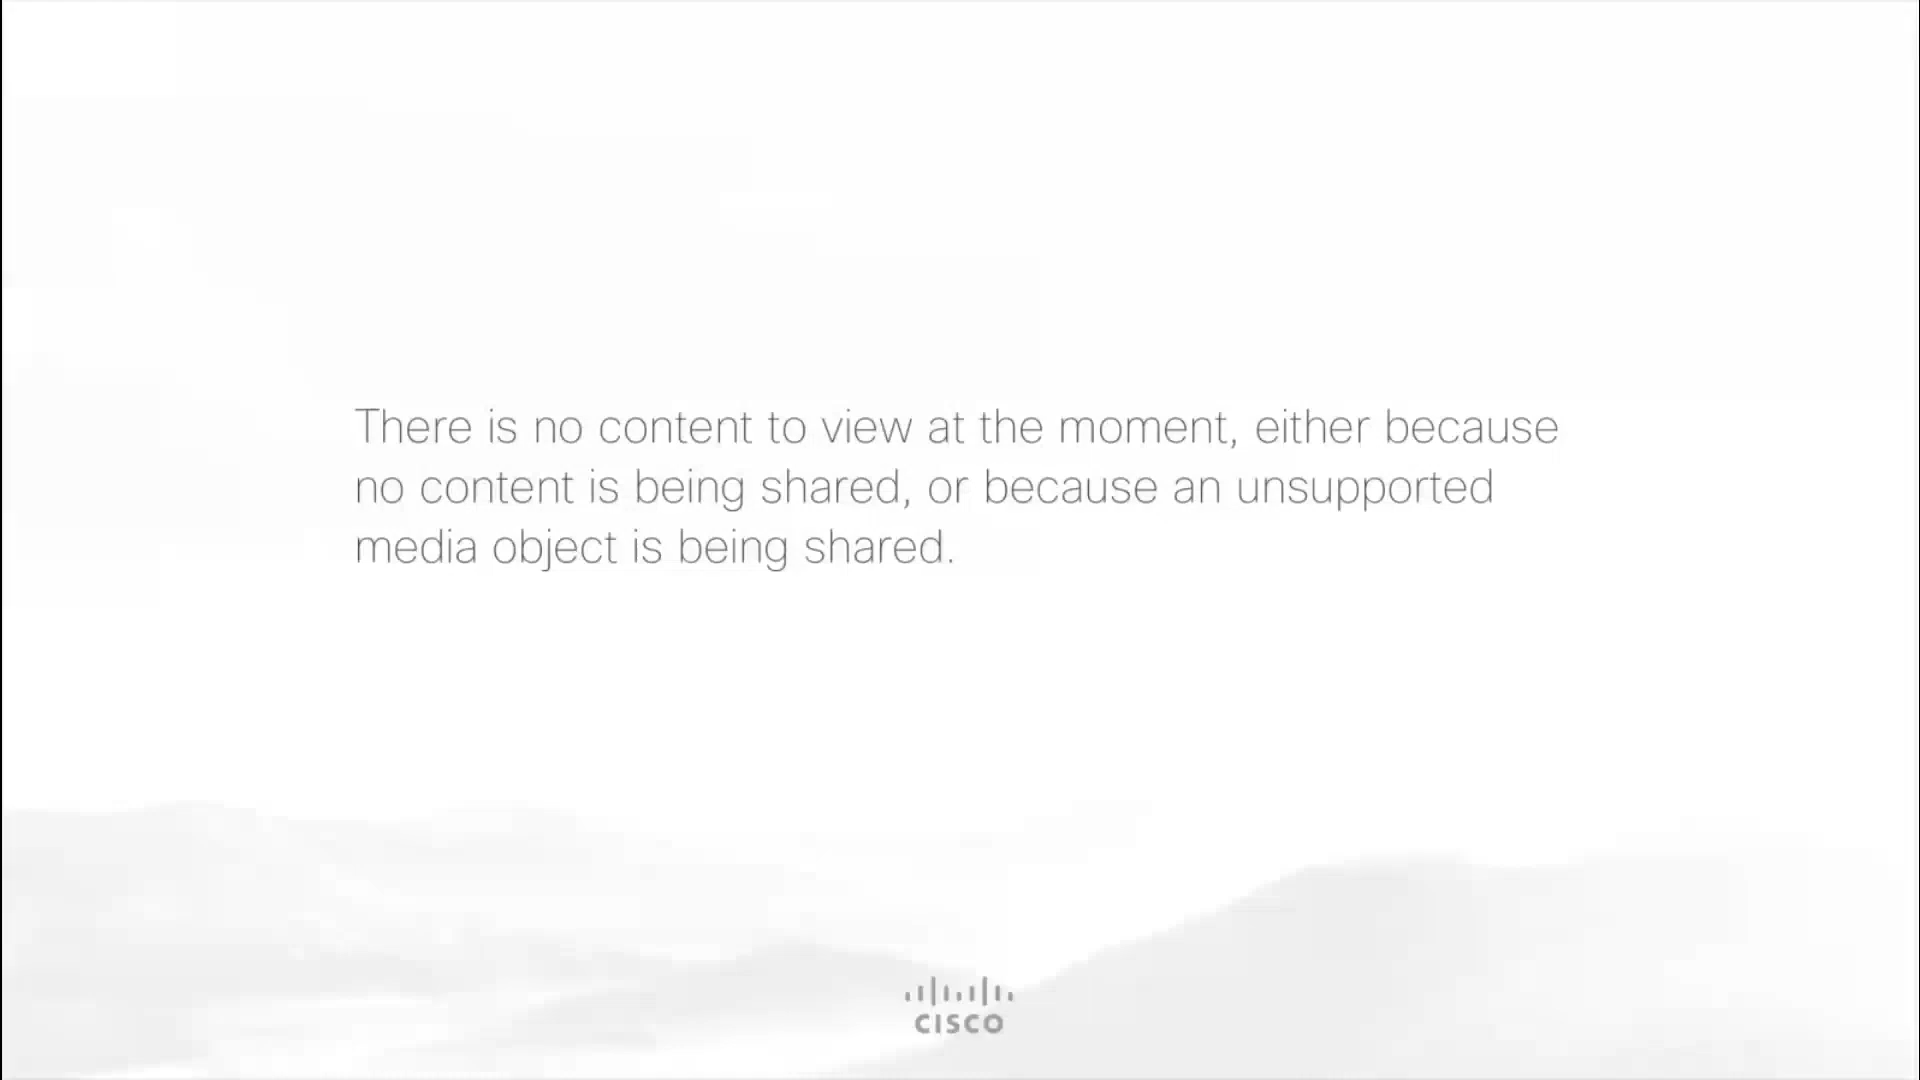 There is no content to view at the moment, either because
no content is being shared, or because an unsupported
media object is being shared.
CISCO